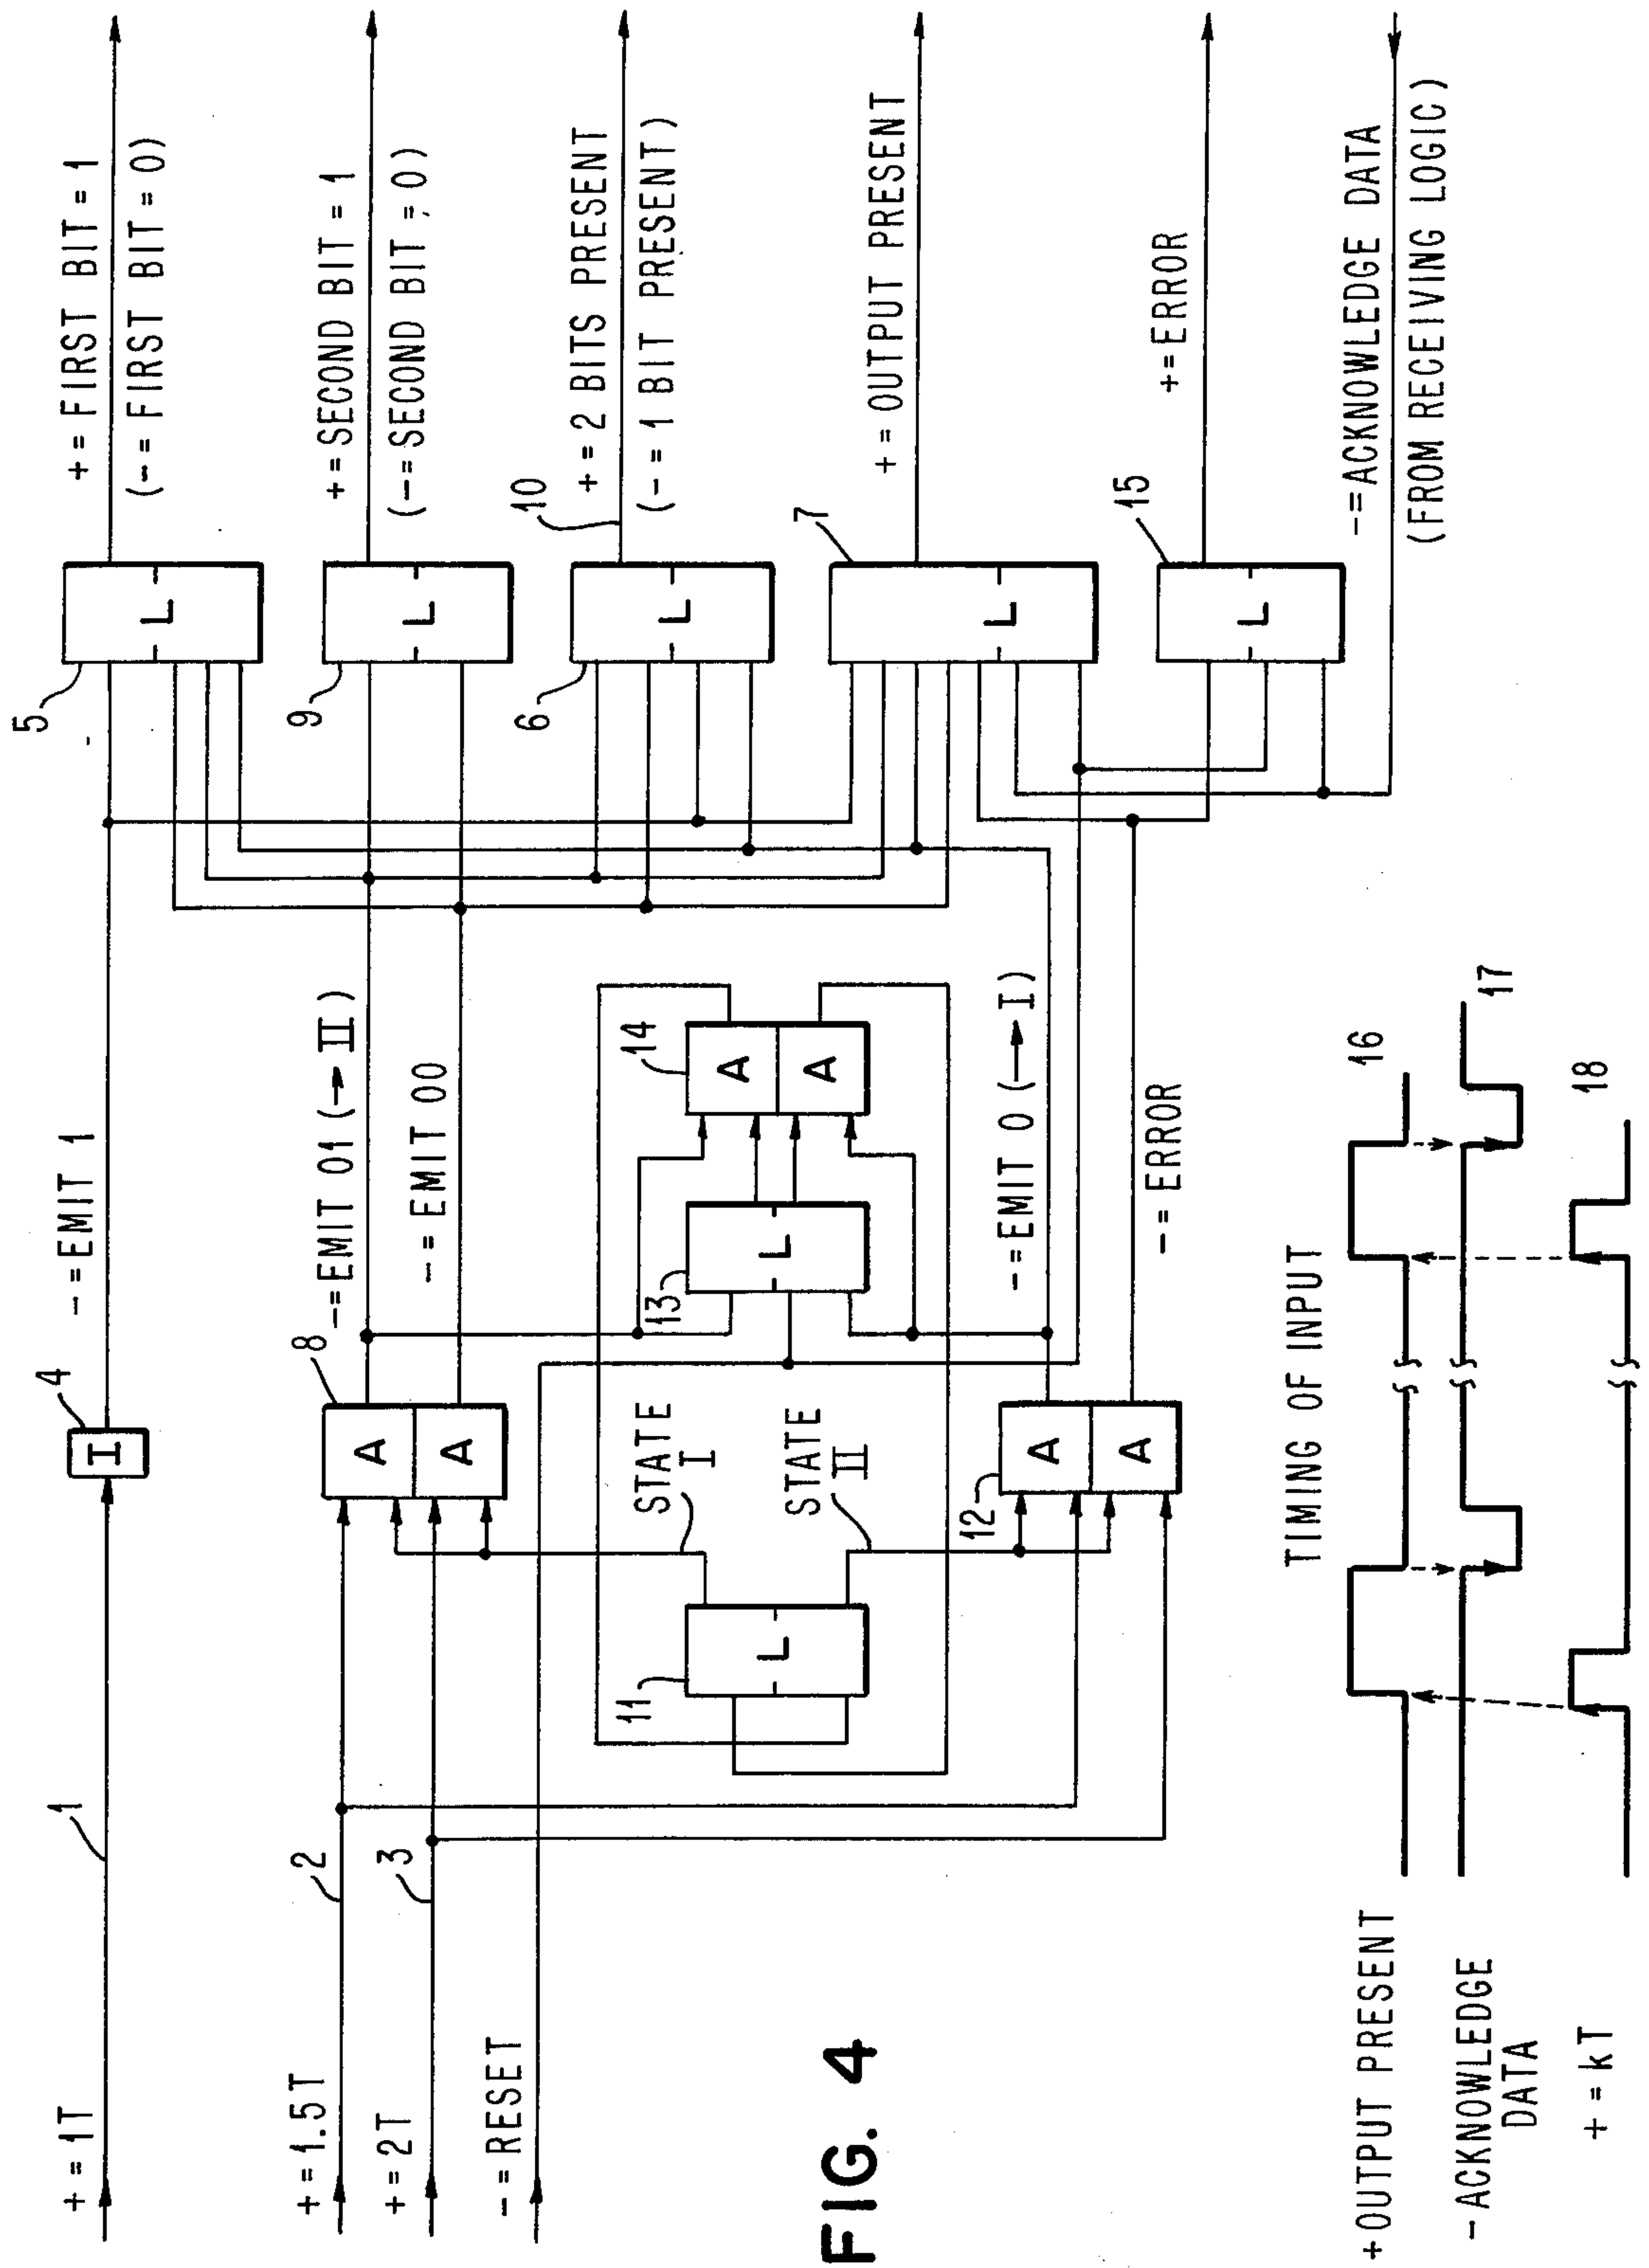 + = 1T
1
4
I
- = EMIT 1
5
L
+ = FIRST BIT = 1
(- = FIRST BIT = 0)
+ = 1.5T
2
8
A
A
- = EMIT 01 (→ II)
9
L
+ = SECOND BIT = 1
(- = SECOND BIT = 0)
+ = 2T
3
- = EMIT 00
- = RESET
6
L
10
+ = 2 BITS PRESENT
(- = 1 BIT PRESENT)
11
L
STATE
I
STATE
II
13
L
14
A
A
7
L
+ = OUTPUT PRESENT
12
A
A
- = EMIT 0 (→ I)
- = ERROR
15
L
+ = ERROR
- = ACKNOWLEDGE DATA
(FROM RECEIVING LOGIC)
FIG. 4
TIMING OF INPUT
+ OUTPUT PRESENT
16
- ACKNOWLEDGE
DATA
17
+ = kT
18